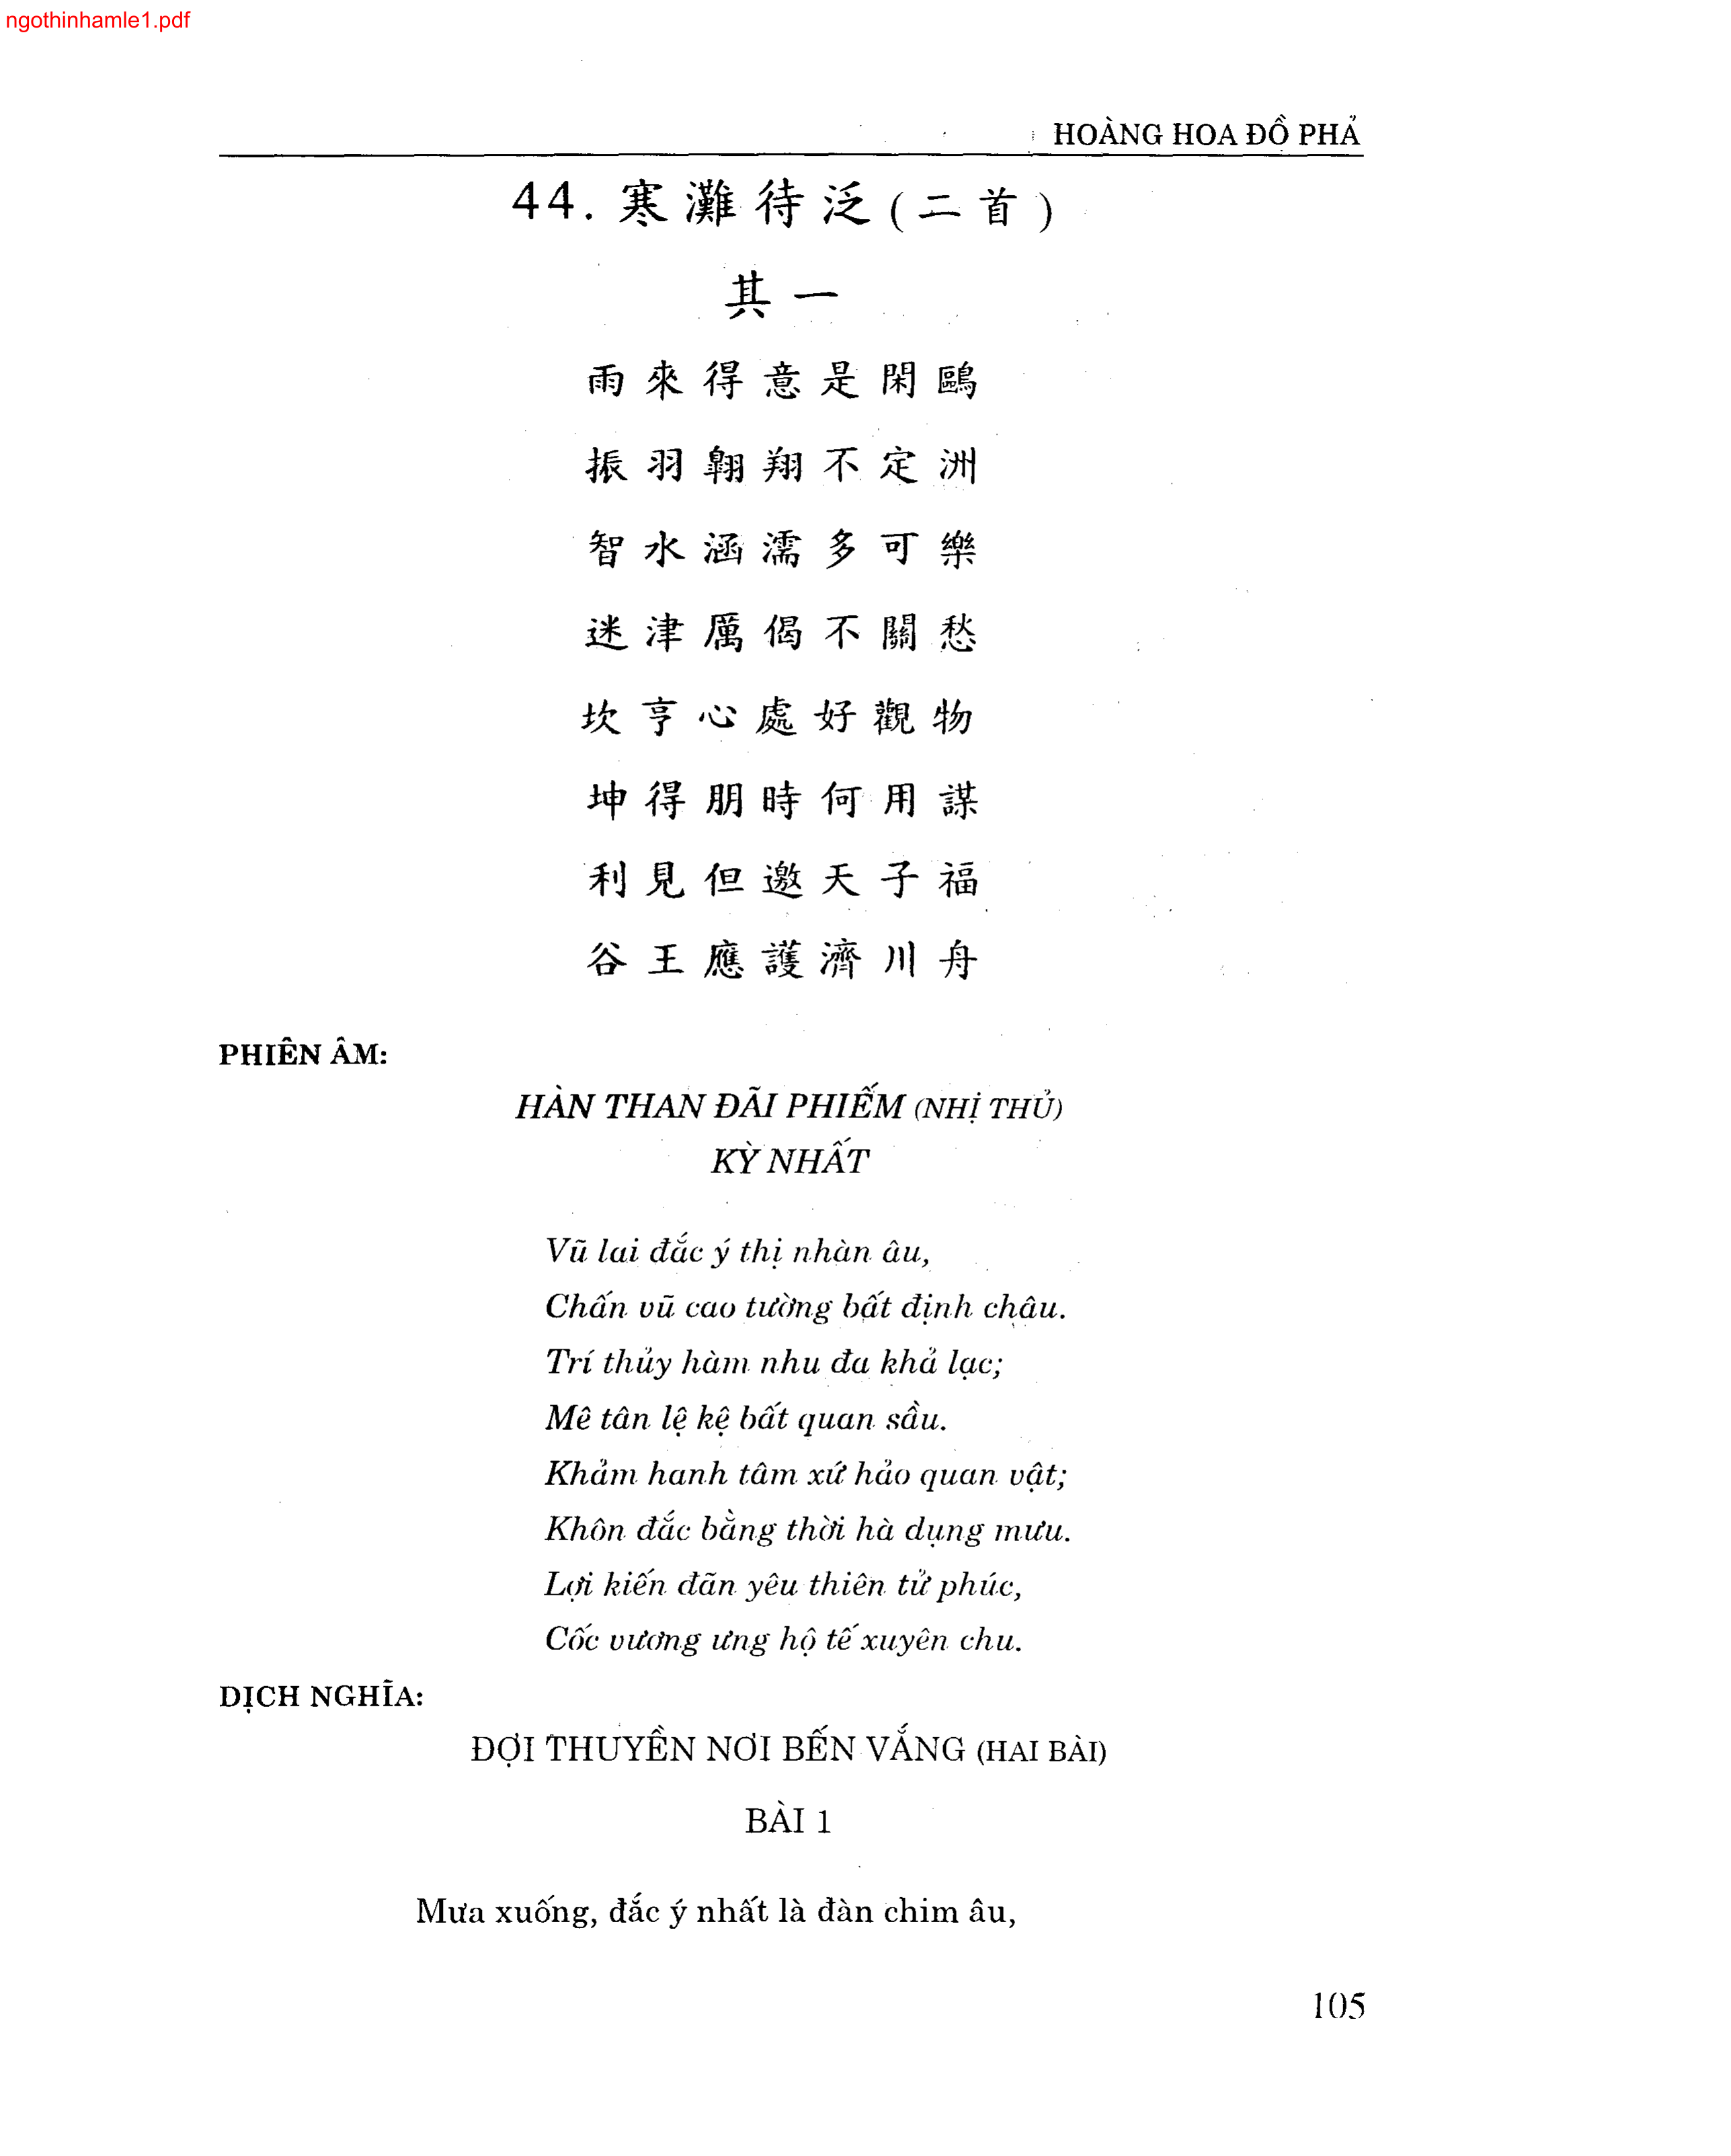 ngothinhamle1.pdf
HOÀNG HOA ĐỒ PHẢ
44. 寒灘待泛(二首)
其一
雨來得意是閑鷗
振羽翱翔不定洲
智水涵濡多可樂
迷津厲偈不關愁
坎亨心處好觀物
坤得朋時何用謀
利見但邀天子福
谷王應護濟川舟
PHIÊN ÂM:
HÀN THAN ĐÃI PHIẾM (NHỊ THỦ)
KỲ NHẤT
Vũ lai đắc ý thị nhàn âu,
Chấn vũ cao tường bất định châu.
Trí thủy hàm nhu đa khả lạc;
Mê tân lệ kệ bất quan sầu.
Khảm hanh tâm xứ hảo quan vật;
Khôn đắc bằng thời hà dụng mưu.
Lợi kiến đãn yêu thiên tử phúc,
Cốc vương ưng hộ tế xuyên chu.
DỊCH NGHĨA:
ĐỢI THUYỀN NƠI BẾN VẮNG (HAI BÀI)
BÀI 1
Mưa xuống, đắc ý nhất là đàn chim âu,
105